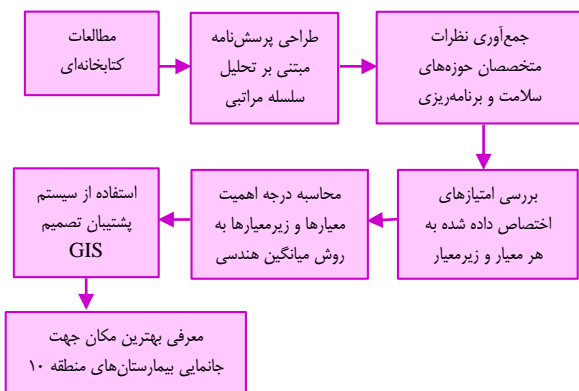 مطالعات
کتابخانه‌ای
طراحی پرسش‌نامه
مبتنی بر تحلیل
سلسله مراتبی
جمع‌آوری نظرات
متخصصان حوزه‌های
سلامت و برنامه‌ریزی
بررسی امتیازهای
اختصاص داده شده به
هر معیار و زیرمعیار
محاسبه درجه اهمیت
معیارها و زیرمعیارها به
روش میانگین هندسی
استفاده از سیستم
پشتیبان تصمیم
GIS
معرفی بهترین مکان جهت
جانمایی بیمارستان‌های منطقه ۱۰